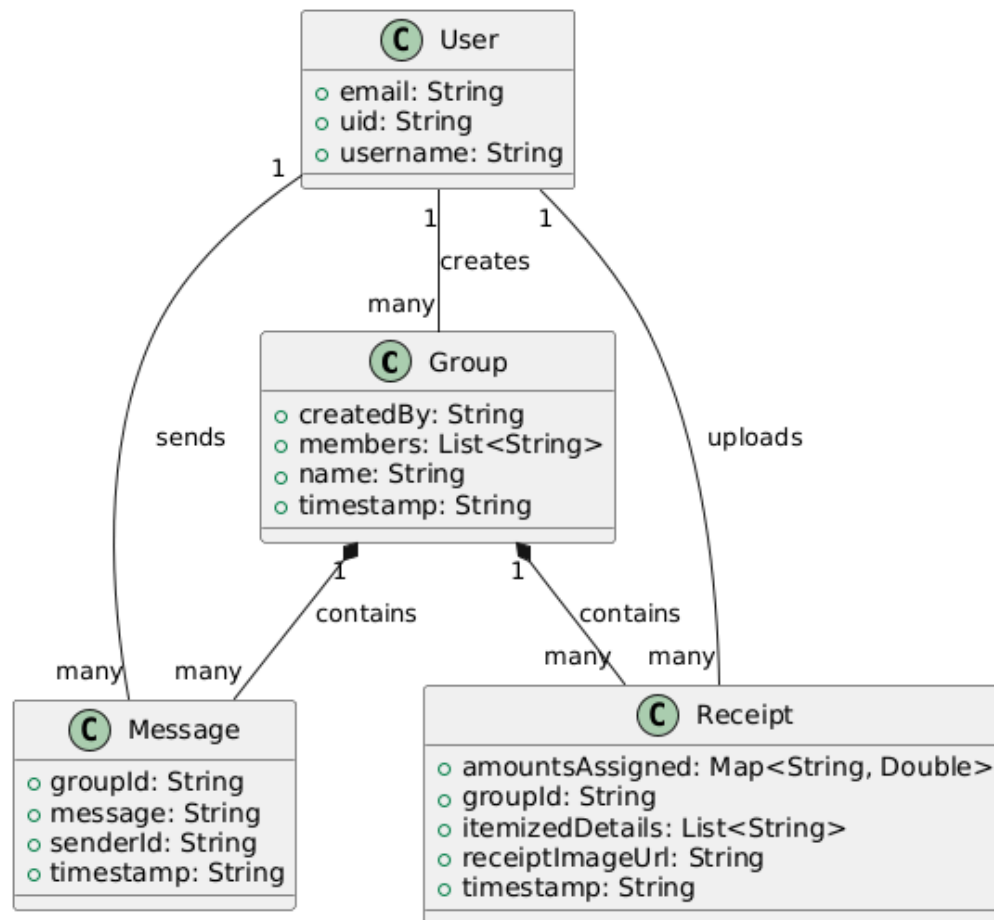 C User
email: String
uid: String
username: String
1
1
1
creates
many
C Group
createdBy: String
members: List<String>
name: String
timestamp: String
sends
uploads
1
1
contains
contains
many
many
many
many
C Message
groupId: String
message: String
senderId: String
timestamp: String
C Receipt
amountsAssigned: Map<String, Double>
groupId: String
itemizedDetails: List<String>
receiptImageUrl: String
timestamp: String